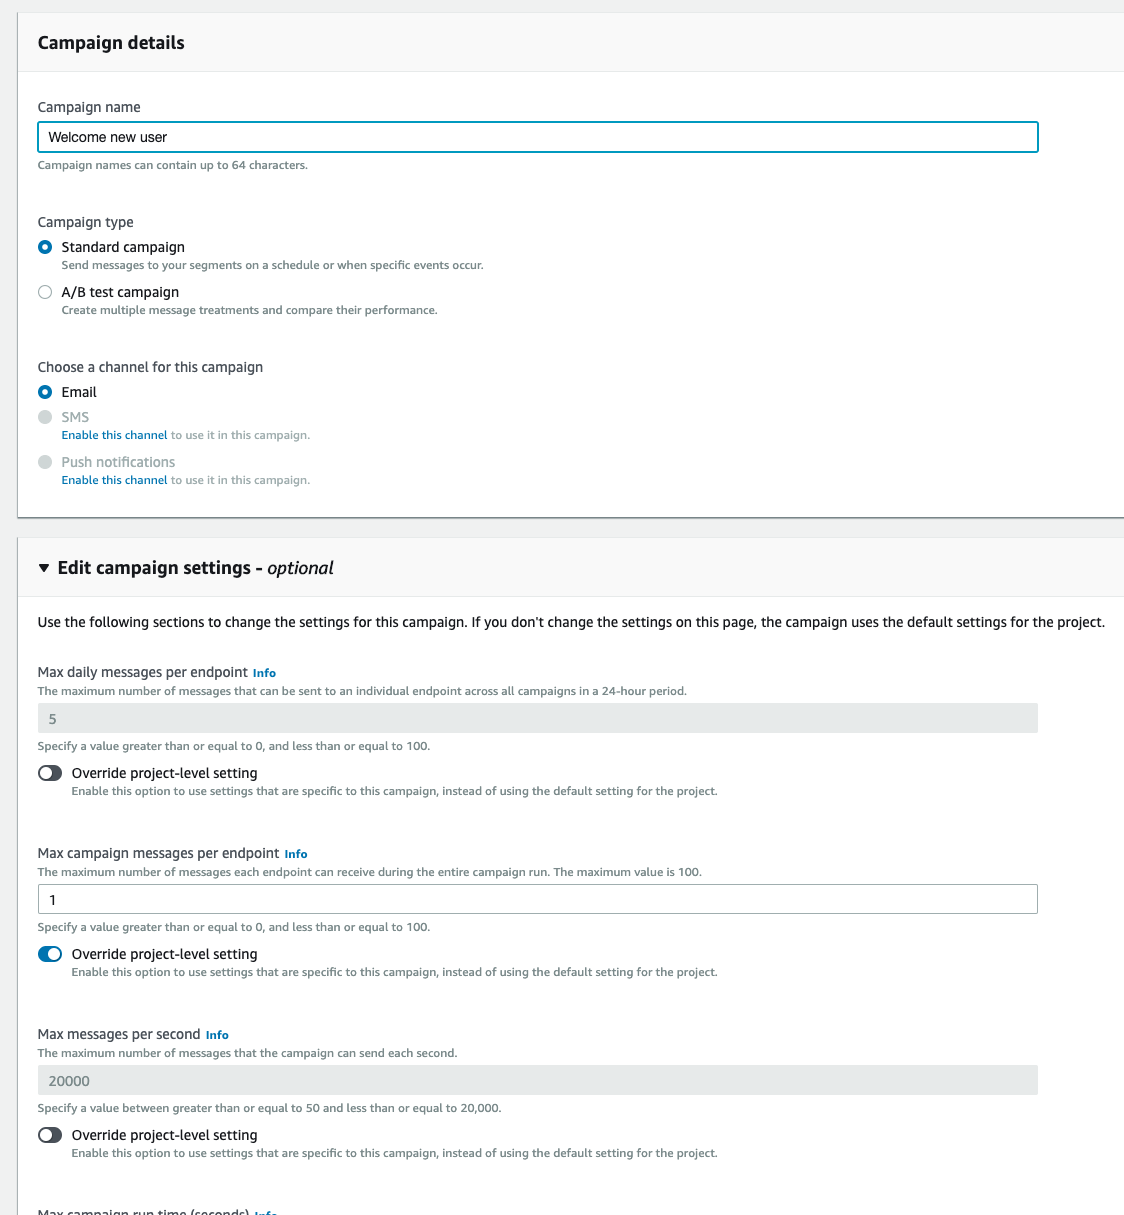 Campaign details
Campaign name
Welcome new user
Campaign names can contain up to 64 characters.
Campaign type
Standard campaign
Send messages to your segments on a schedule or when specific events occur.
A/B test campaign
Create multiple message treatments and compare their performance.
Choose a channel for this campaign
Email
SMS
Enable this channel to use it in this campaign.
Push notifications
Enable this channel to use it in this campaign.
Edit campaign settings - optional
Use the following sections to change the settings for this campaign. If you don't change the settings on this page, the campaign uses the default settings for the project.
Max daily messages per endpoint Info
The maximum number of messages that can be sent to an individual endpoint across all campaigns in a 24-hour period.
5
Specify a value greater than or equal to 0, and less than or equal to 100.
Override project-level setting
Enable this option to use settings that are specific to this campaign, instead of using the default setting for the project.
Max campaign messages per endpoint Info
The maximum number of messages each endpoint can receive during the entire campaign run. The maximum value is 100.
1
Specify a value greater than or equal to 0, and less than or equal to 100.
Override project-level setting
Enable this option to use settings that are specific to this campaign, instead of using the default setting for the project.
Max messages per second Info
The maximum number of messages that the campaign can send each second.
20000
Specify a value between greater than or equal to 50 and less than or equal to 20,000.
Override project-level setting
Enable this option to use settings that are specific to this campaign, instead of using the default setting for the project.
Max campaign run time (seconds) Info